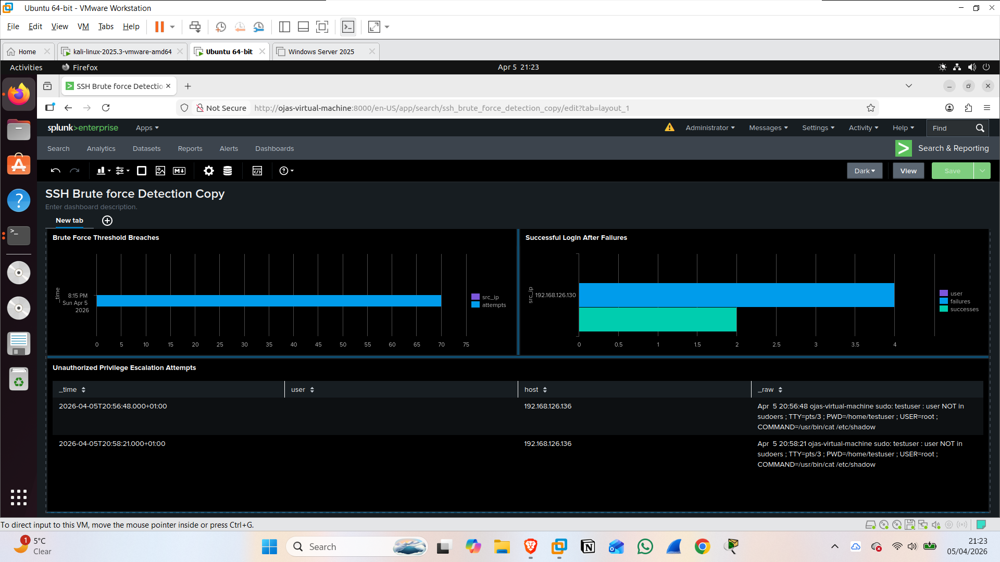 Ubuntu 64-bit - VMware Workstation
File Edit View VM Tabs Help
Home kali-linux-2025.3-vmware-amd64 Ubuntu 64-bit Windows Server 2025
Activities Firefox Apr 5 21:23
SSH Brute force Detectio
Not Secure http://ojas-virtual-machine:8000/en-US/app/search/ssh_brute_force_detection_copy/edit?tab=layout_1
splunk>enterprise Apps Administrator Messages Settings Activity Help Find
Search Analytics Datasets Reports Alerts Dashboards Search & Reporting
Dark View Save
SSH Brute force Detection Copy
Enter dashboard description.
New tab
Brute Force Threshold Breaches
_time
8:15 PM
Sun Apr 5
2026
0 5 10 15 20 25 30 35 40 45 50 55 60 65 70 75
src_ip
attempts
Successful Login After Failures
src_ip
192.168.126.130
0 0.5 1 1.5 2 2.5 3 3.5 4
user
failures
successes
Unauthorized Privilege Escalation Attempts
_time user host _raw
2026-04-05T20:56:48.000+01:00 192.168.126.136 Apr 5 20:56:48 ojas-virtual-machine sudo: testuser : user NOT in
sudoers ; TTY=pts/3 ; PWD=/home/testuser ; USER=root ;
COMMAND=/usr/bin/cat /etc/shadow
2026-04-05T20:58:21.000+01:00 192.168.126.136 Apr 5 20:58:21 ojas-virtual-machine sudo: testuser : user NOT in
sudoers ; TTY=pts/3 ; PWD=/home/testuser ; USER=root ;
COMMAND=/usr/bin/cat /etc/shadow
To direct input to this VM, move the mouse pointer inside or press Ctrl+G.
1
5°C
Clear
Search
21:23
05/04/2026